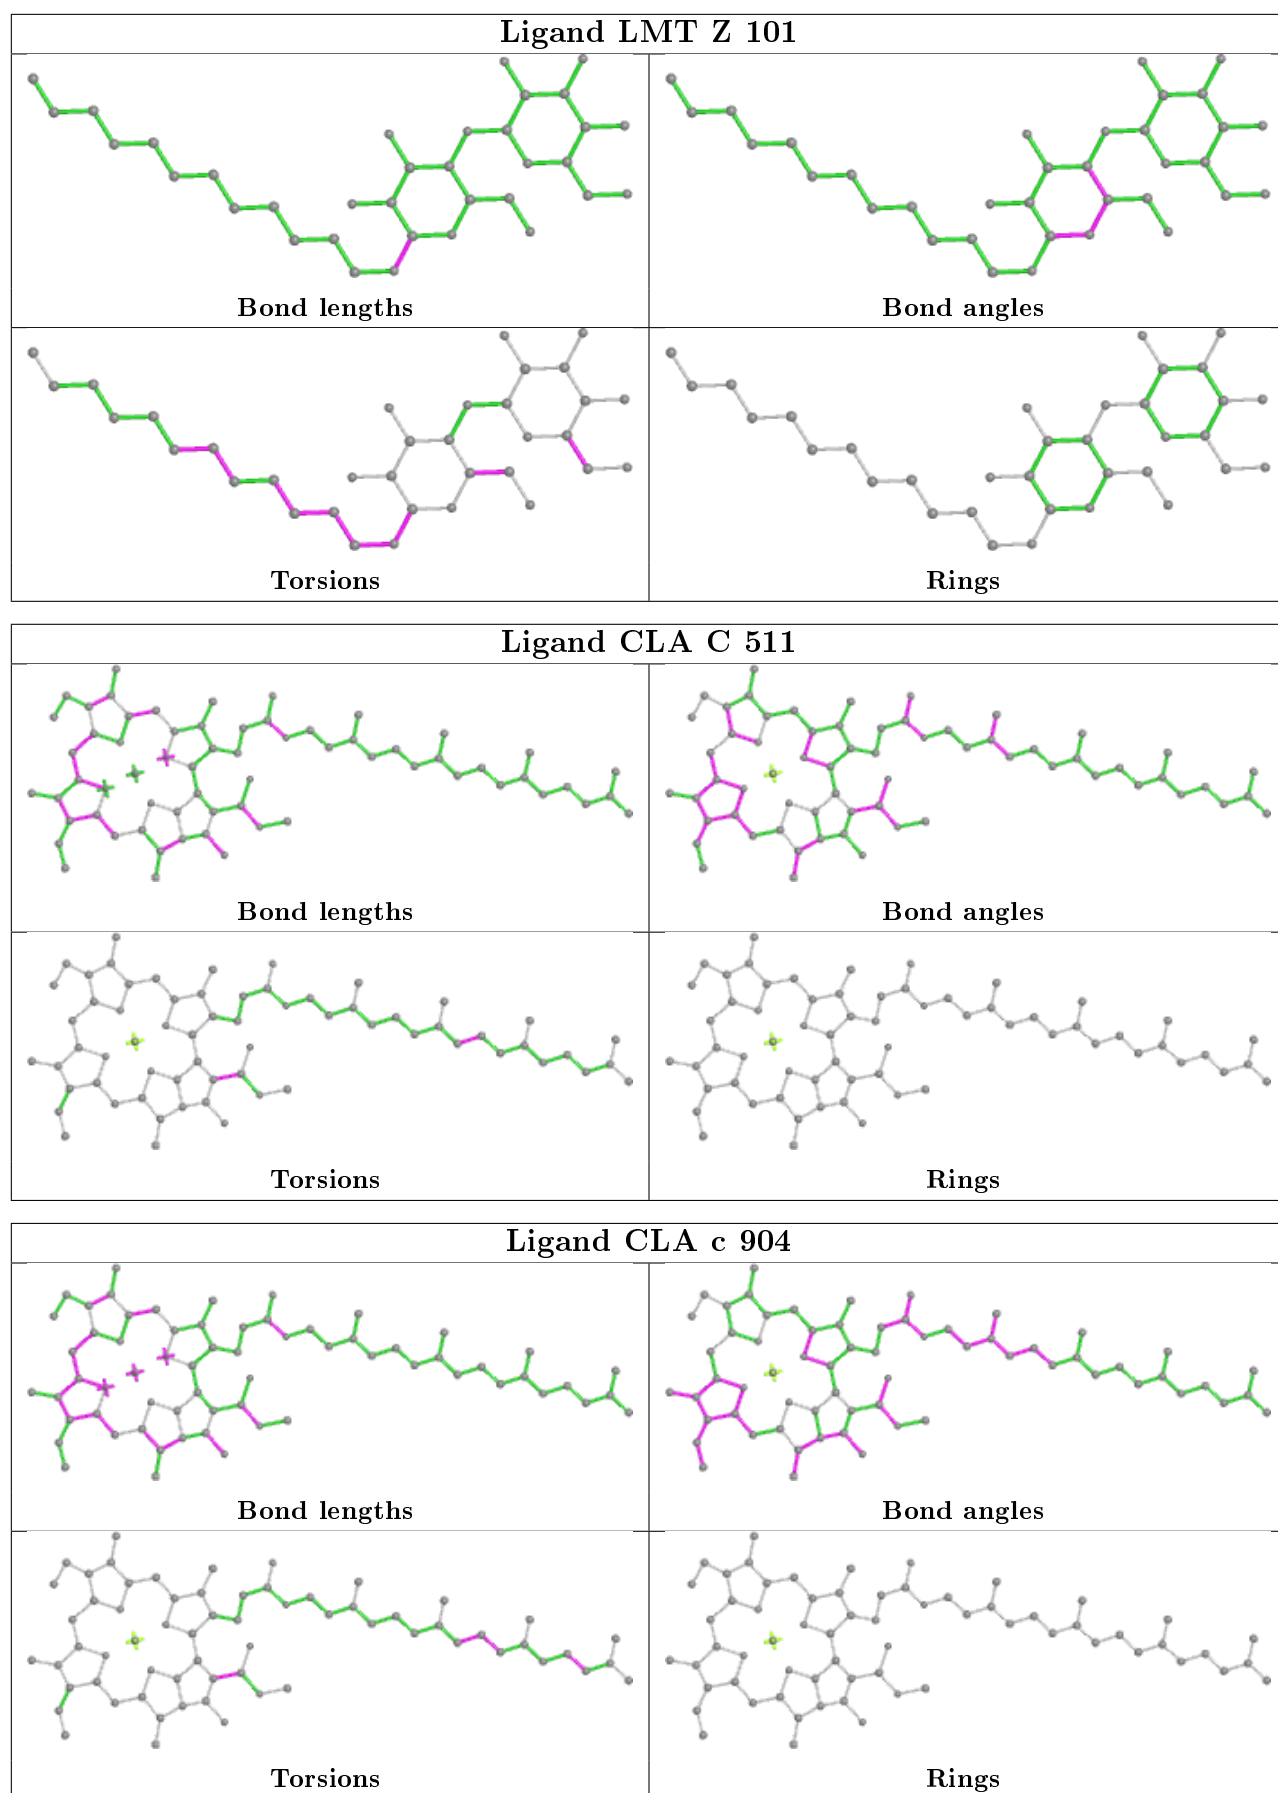 Ligand LMT Z 101
Bond lengths
Bond angles
Torsions
Rings
Ligand CLA C 511
Bond lengths
Bond angles
Torsions
Rings
Ligand CLA c 904
Bond lengths
Bond angles
Torsions
Rings